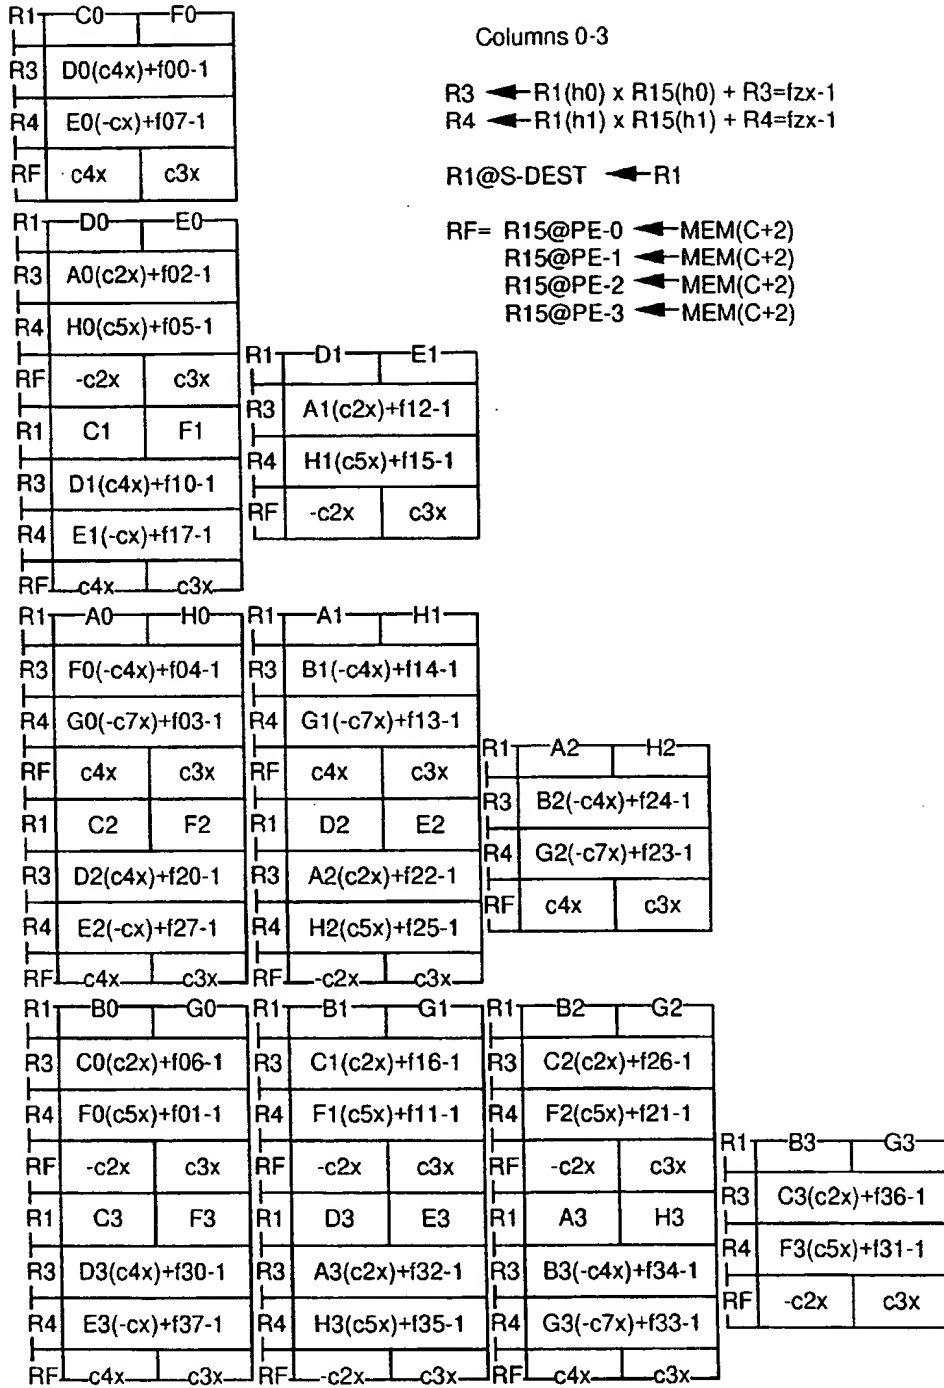 R1 C0 F0
R3 D0(c4x)+f00-1
R4 E0(-cx)+f07-1
RF c4x c3x
Columns 0-3
R3 ◄ R1(h0) x R15(h0) + R3=fzx-1
R4 ◄ R1(h1) x R15(h1) + R4=fzx-1
R1@S-DEST ◄ R1
RF= R15@PE-0 ◄ MEM(C+2)
R15@PE-1 ◄ MEM(C+2)
R15@PE-2 ◄ MEM(C+2)
R15@PE-3 ◄ MEM(C+2)
R1 D0 E0
R3 A0(c2x)+f02-1
R4 H0(c5x)+f05-1
RF -c2x c3x
R1 C1 F1
R3 D1(c4x)+f10-1
R4 E1(-cx)+f17-1
RF c4x c3x
R1 D1 E1
R3 A1(c2x)+f12-1
R4 H1(c5x)+f15-1
RF -c2x c3x
R1 A0 H0
R3 F0(-c4x)+f04-1
R4 G0(-c7x)+f03-1
RF c4x c3x
R1 C2 F2
R3 D2(c4x)+f20-1
R4 E2(-cx)+f27-1
RF c4x c3x
R1 A1 H1
R3 B1(-c4x)+f14-1
R4 G1(-c7x)+f13-1
RF c4x c3x
R1 D2 E2
R3 A2(c2x)+f22-1
R4 H2(c5x)+f25-1
RF -c2x c3x
R1 A2 H2
R3 B2(-c4x)+f24-1
R4 G2(-c7x)+f23-1
RF c4x c3x
R1 B0 G0
R3 C0(c2x)+f06-1
R4 F0(c5x)+f01-1
RF -c2x c3x
R1 C3 F3
R3 D3(c4x)+f30-1
R4 E3(-cx)+f37-1
RF c4x c3x
R1 B1 G1
R3 C1(c2x)+f16-1
R4 F1(c5x)+f11-1
RF -c2x c3x
R1 D3 E3
R3 A3(c2x)+f32-1
R4 H3(c5x)+f35-1
RF -c2x c3x
R1 B2 G2
R3 C2(c2x)+f26-1
R4 F2(c5x)+f21-1
RF -c2x c3x
R1 A3 H3
R3 B3(-c4x)+f34-1
R4 G3(-c7x)+f33-1
RF c4x c3x
R1 B3 G3
R3 C3(c2x)+f36-1
R4 F3(c5x)+f31-1
RF -c2x c3x